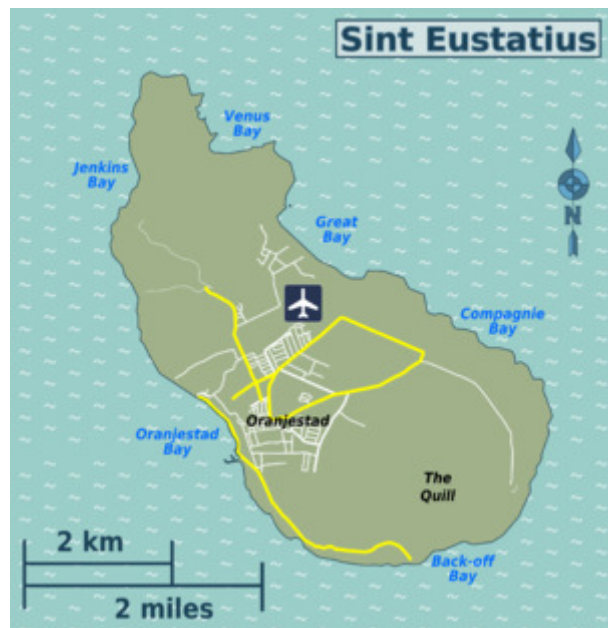 Sint Eustatius
Venus
Bay
Jenkins
Bay
Great
Bay
N
Compagnie
Bay
Oranjestad
Oranjestad
Bay
The
Quill
2 km
Back-off
Bay
2 miles